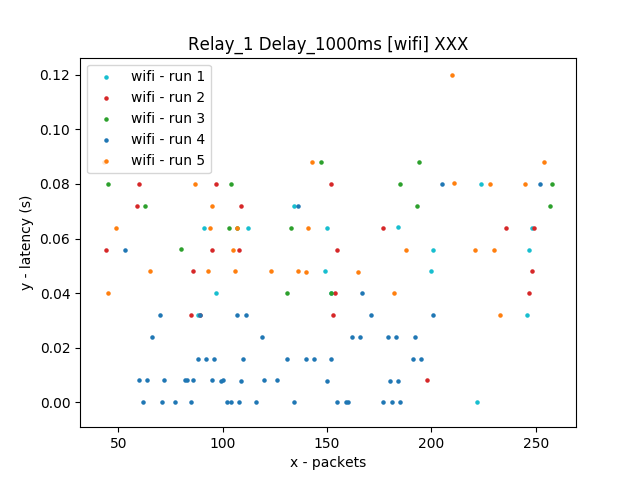 Relay_1 Delay_1000ms [wifi] XXX
wifi - run 1
wifi - run 2
wifi - run 3
wifi - run 4
wifi - run 5
y - latency (s)
0.12
0.10
0.08
0.06
0.04
0.02
0.00
50 100 150 200 250
x - packets